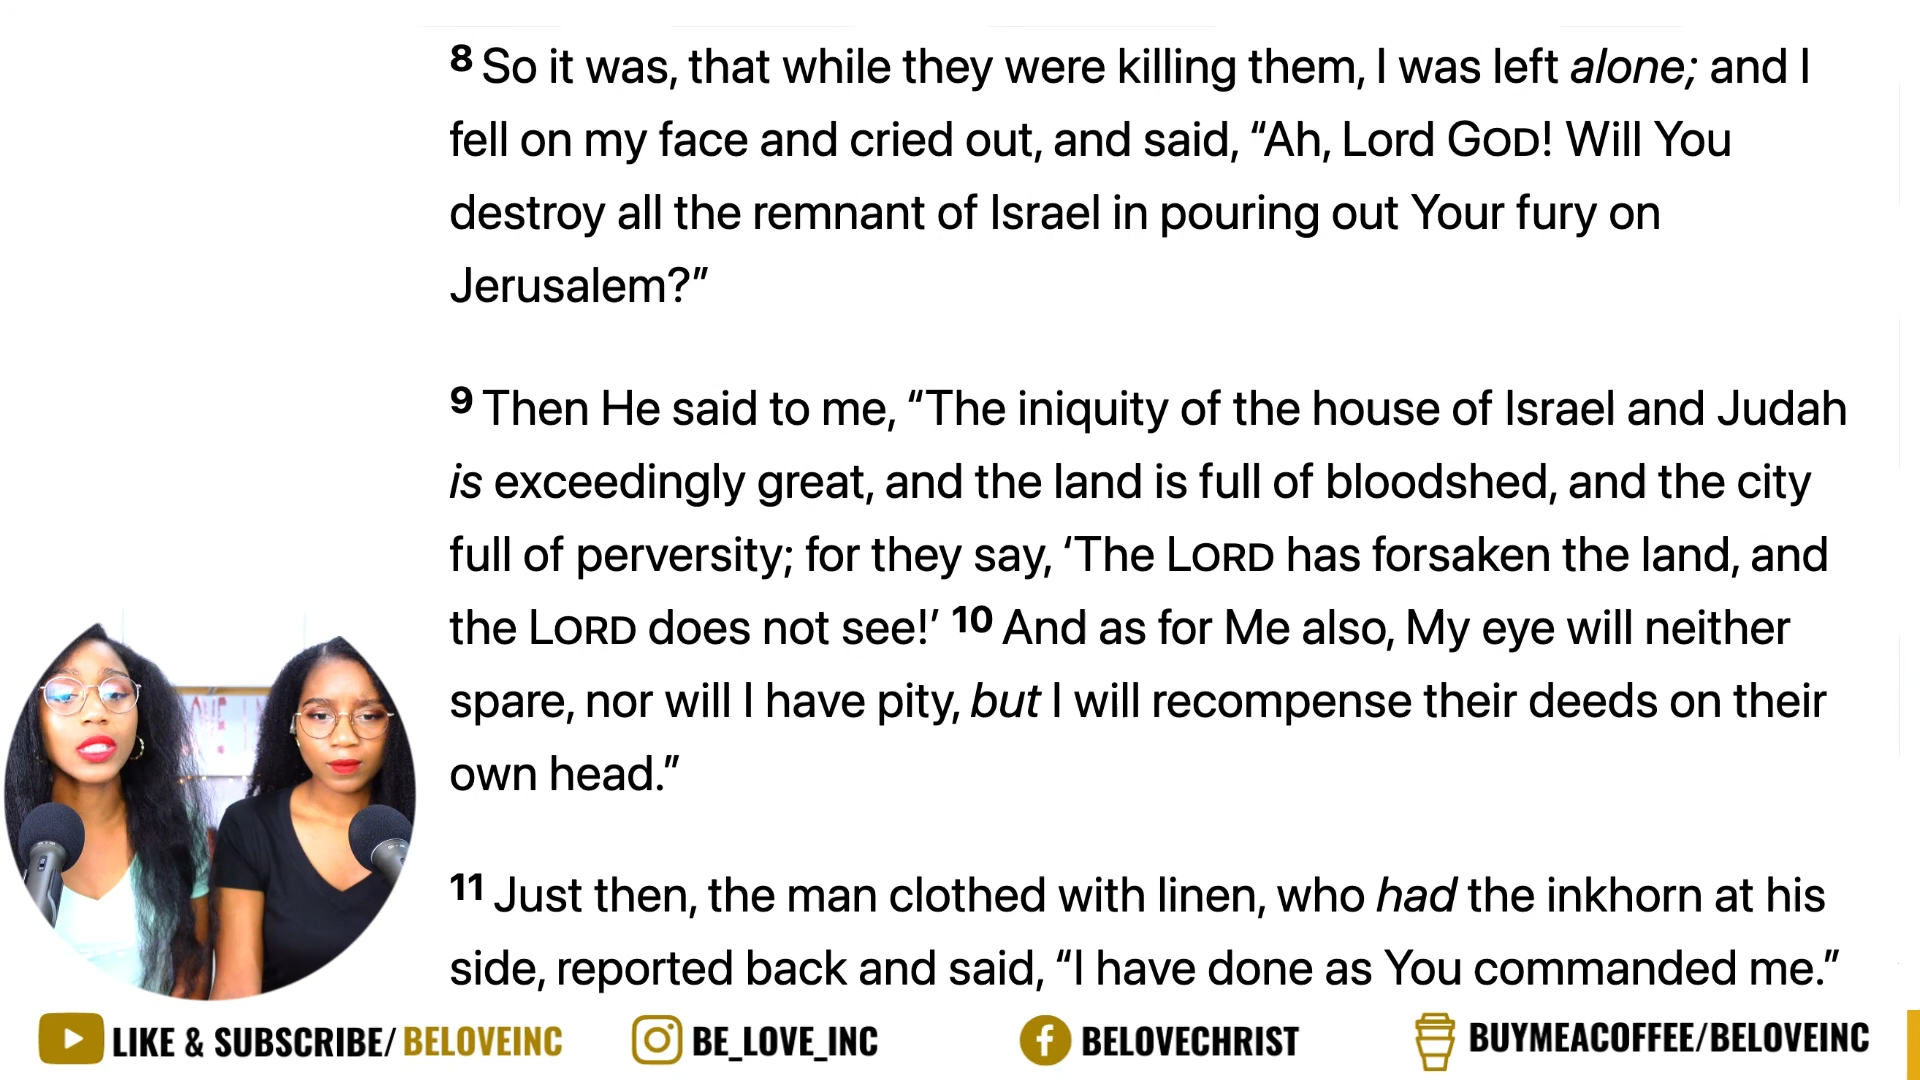 8 So it was, that while they were killing them, I was left alone; and I
fell on my face and cried out, and said, “Ah, Lord GOD! Will You
destroy all the remnant of Israel in pouring out Your fury on
Jerusalem?”
9 Then He said to me, “The iniquity of the house of Israel and Judah
is exceedingly great, and the land is full of bloodshed, and the city
full of perversity; for they say, ‘The LORD has forsaken the land, and
the LORD does not see!’ 10 And as for Me also, My eye will neither
spare, nor will I have pity, but I will recompense their deeds on their
own head.”
11 Just then, the man clothed with linen, who had the inkhorn at his
side, reported back and said, “I have done as You commanded me.”
LIKE & SUBSCRIBE/ BELOVEINC BE_LOVE_INC BELOVECHRIST BUYMEACOFFEE/BELOVEINC